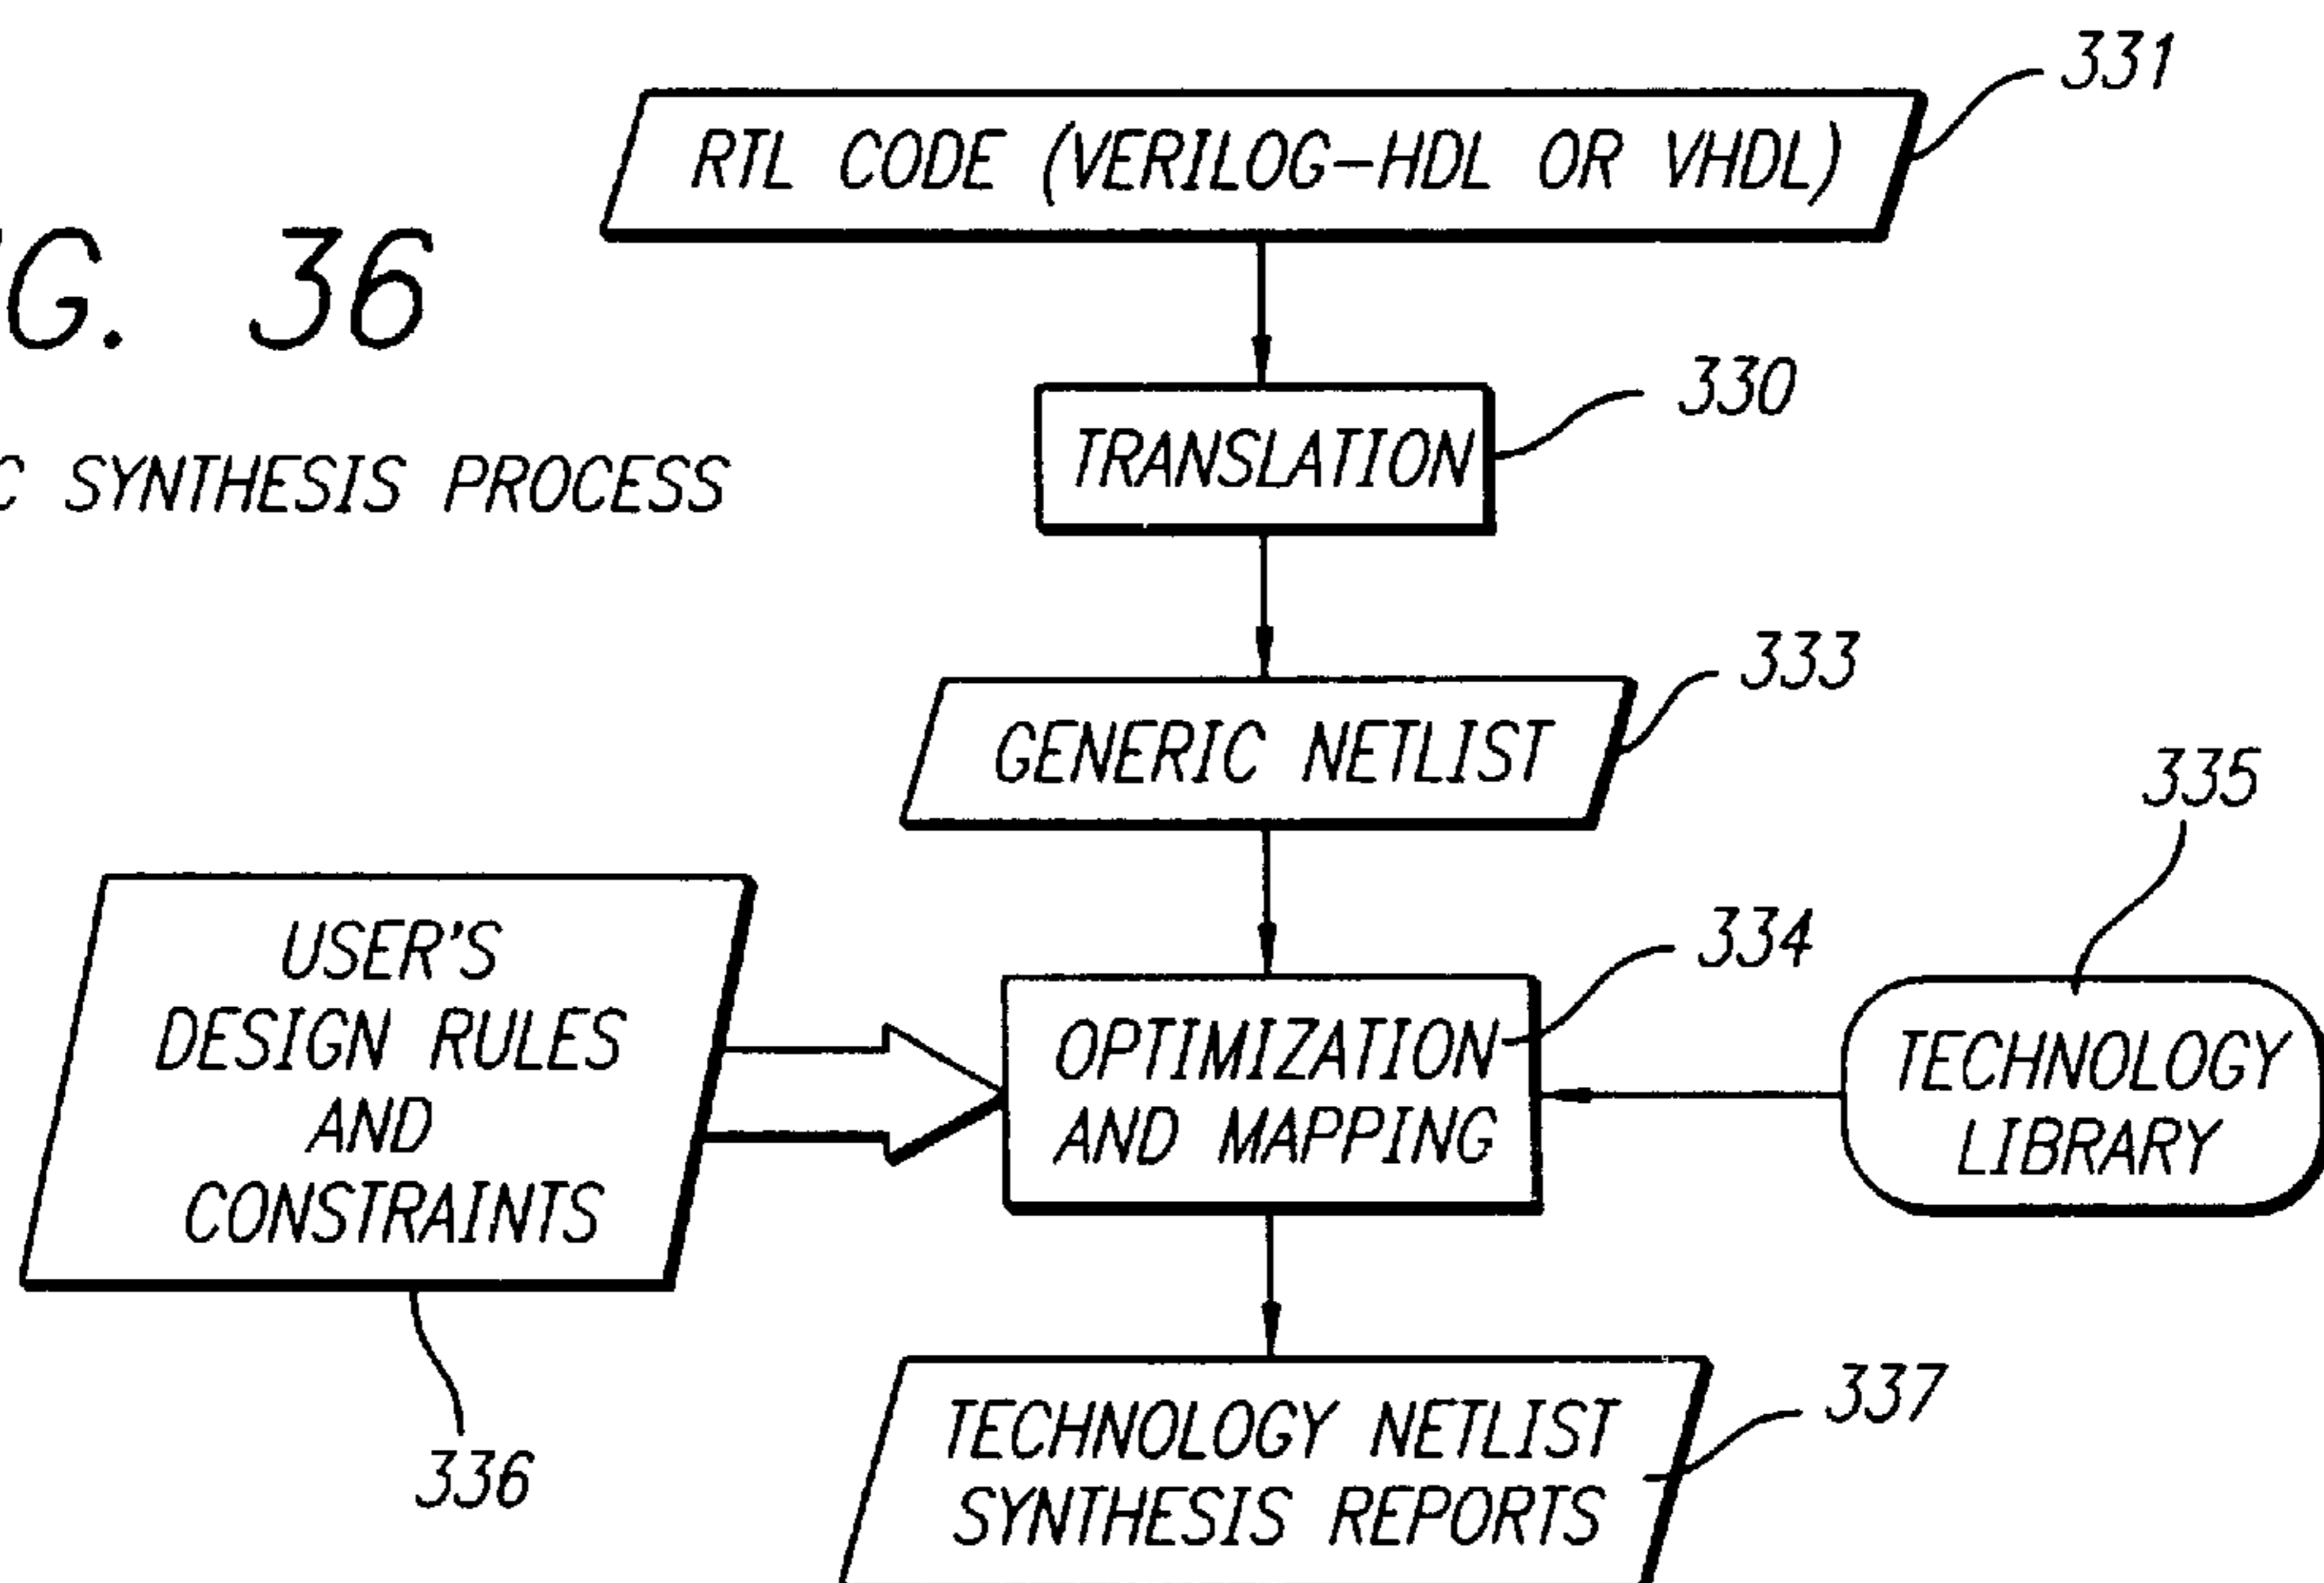 331
RTL CODE (VERILOG-HDL OR VHDL)
G. 36
330
TRANSLATION
C SYNTHESIS PROCESS
333
GENERIC NETLIST
335
334
USER'S
DESIGN RULES
AND
CONSTRAINTS
OPTIMIZATION
AND MAPPING
TECHNOLOGY
LIBRARY
336
337
TECHNOLOGY NETLIST
SYNTHESIS REPORTS